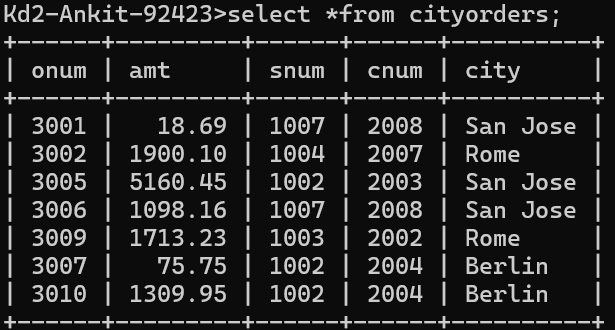 Kd2-Ankit-92423>select *from cityorders;
+------+---------+------+------+----------+
| onum | amt     | snum | cnum | city     |
+------+---------+------+------+----------+
| 3001 |   18.69 | 1007 | 2008 | San Jose |
| 3002 | 1900.10 | 1004 | 2007 | Rome     |
| 3005 | 5160.45 | 1002 | 2003 | San Jose |
| 3006 | 1098.16 | 1007 | 2008 | San Jose |
| 3009 | 1713.23 | 1003 | 2002 | Rome     |
| 3007 |   75.75 | 1002 | 2004 | Berlin   |
| 3010 | 1309.95 | 1002 | 2004 | Berlin   |
+------+---------+------+------+----------+